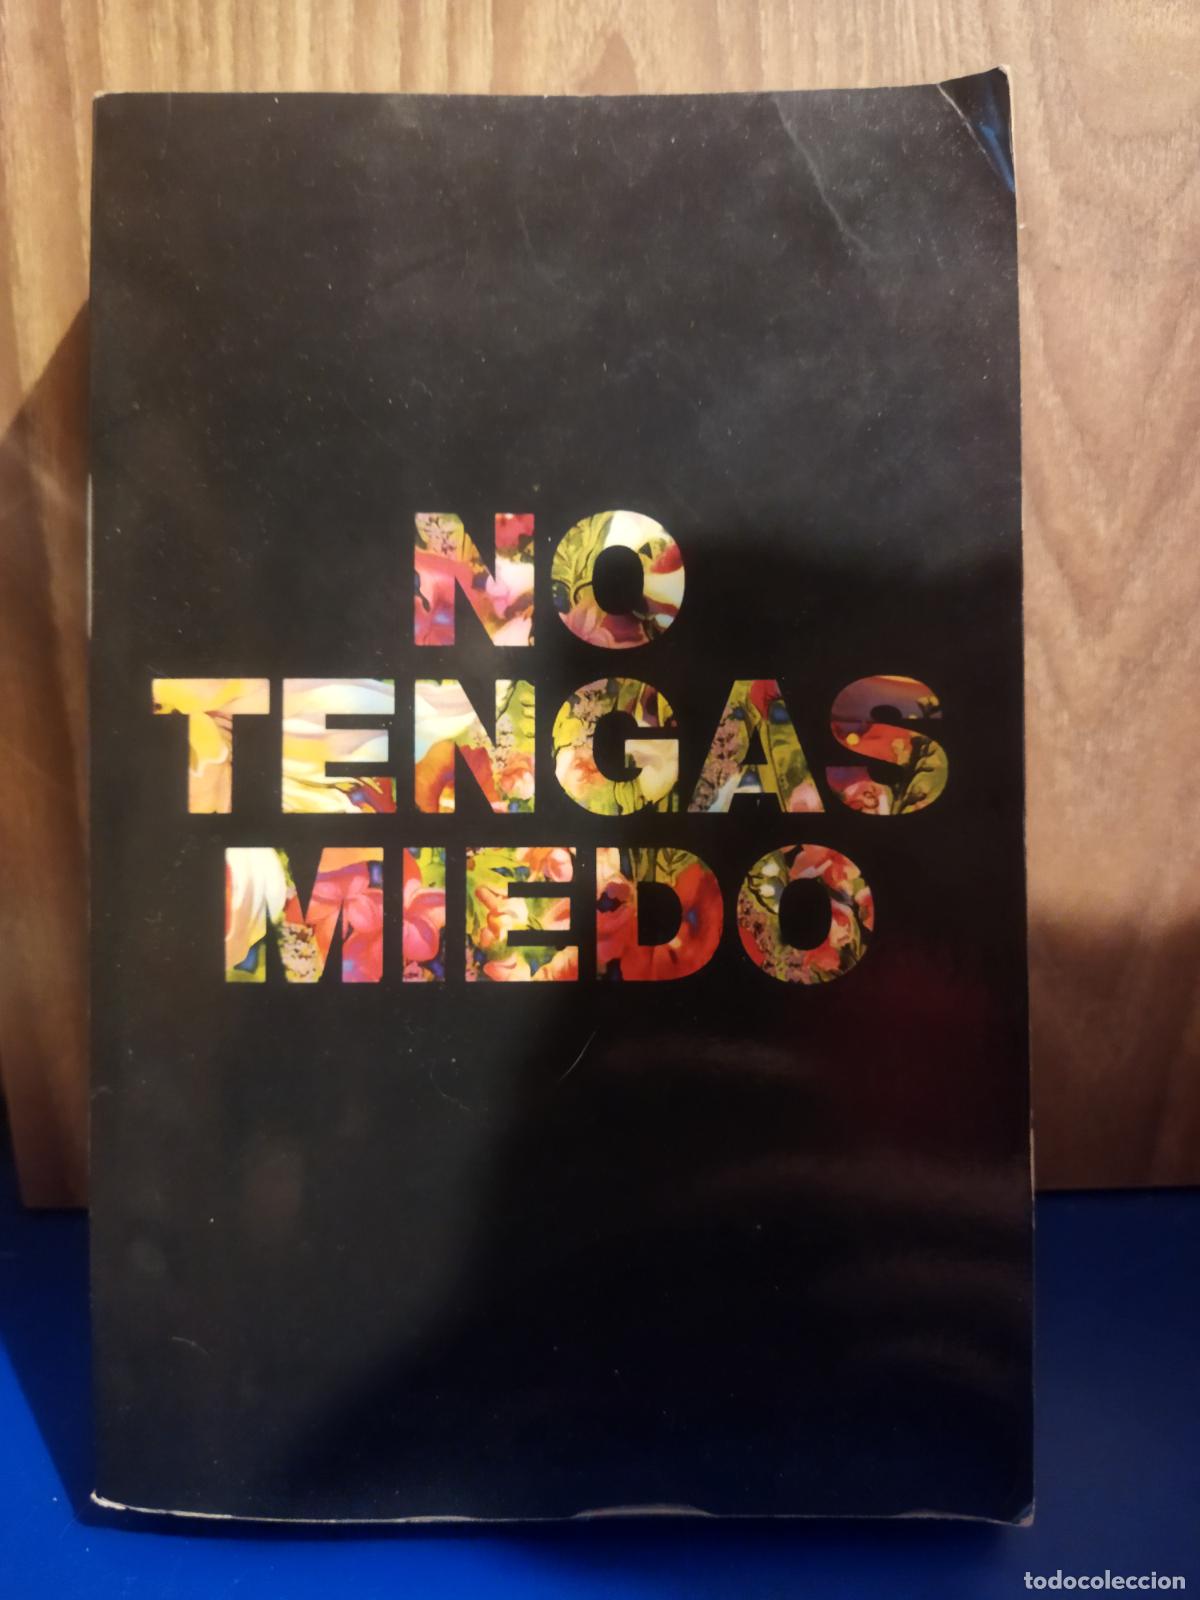 NO
TENGAS
MIEDO
todocoleccion